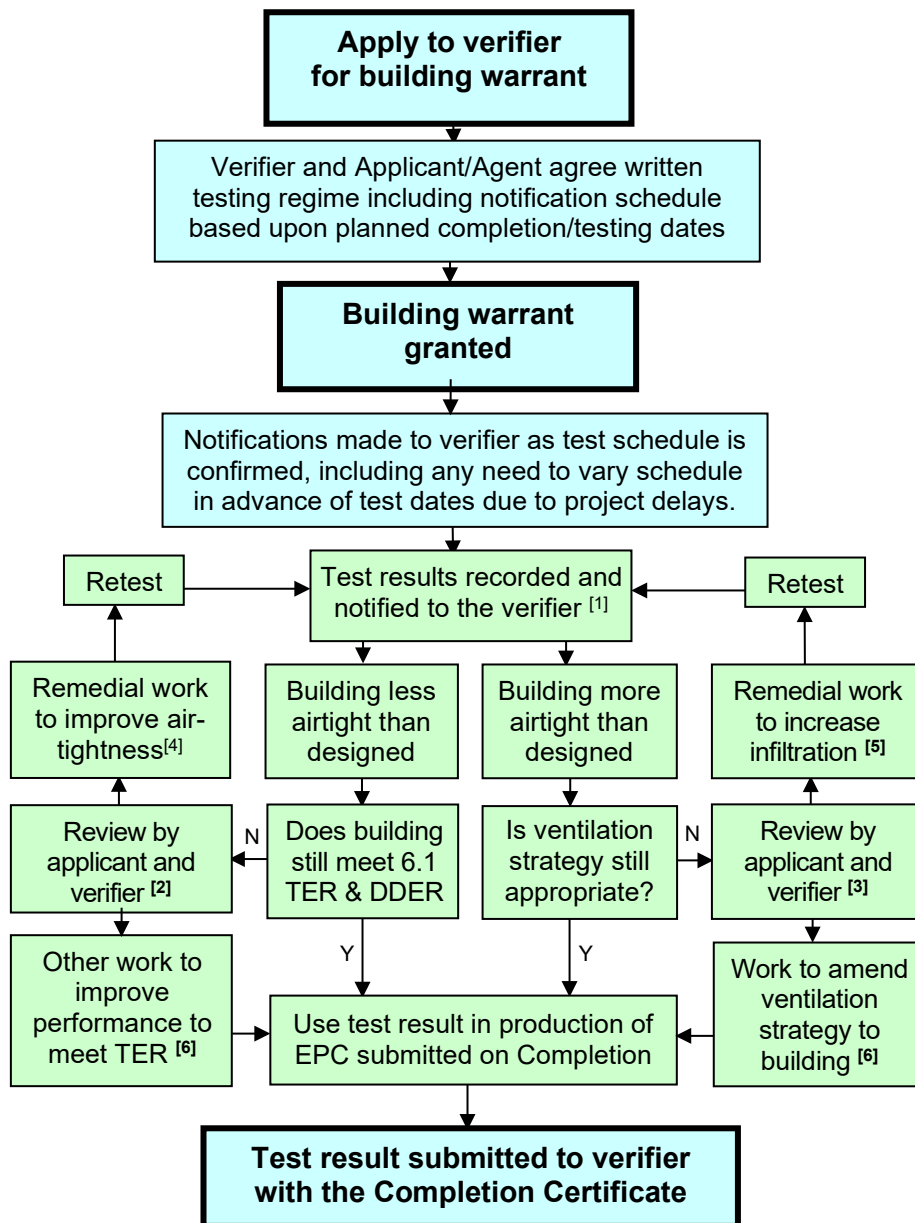 Apply to verifier
for building warrant
Verifier and Applicant/Agent agree written
testing regime including notification schedule
based upon planned completion/testing dates
Building warrant
granted
Notifications made to verifier as test schedule is
confirmed, including any need to vary schedule
in advance of test dates due to project delays.
Retest
Test results recorded and
notified to the verifier [1]
Retest
Remedial work
to improve air-
tightness[4]
Building less
airtight than
designed
Building more
airtight than
designed
Remedial work
to increase
infiltration [5]
Review by
applicant and
verifier [2]
N
Does building
still meet 6.1
TER & DDER
Is ventilation
strategy still
appropriate?
N
Review by
applicant and
verifier [3]
Other work to
improve
performance to
meet TER [6]
Y
Y
Work to amend
ventilation
strategy to
building [6]
Use test result in production of
EPC submitted on Completion
Test result submitted to verifier
with the Completion Certificate